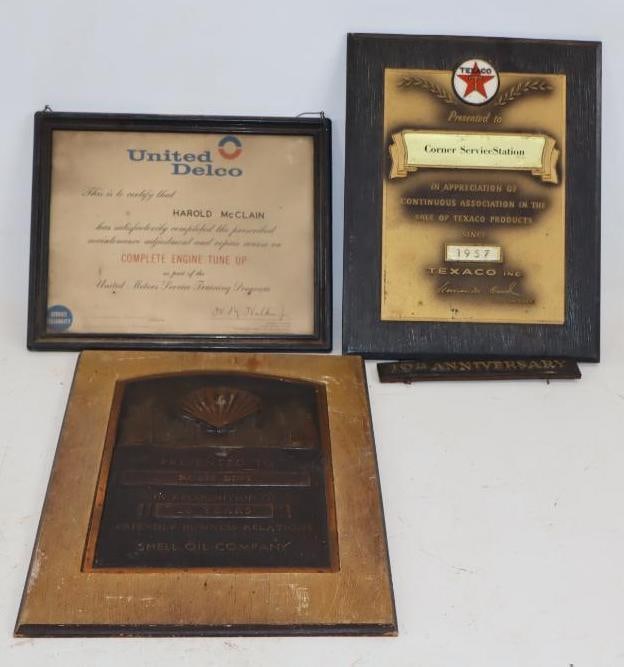 United
Delco
This is to certify that
HAROLD McCLAIN
has satisfactorily completed the prescribed
maintenance adjustment and repair course on
COMPLETE ENGINE TUNE UP
as part of the
United Motors Service Training Program
TEXACO
Presented to
Corner ServiceStation
IN APPRECIATION OF
CONTINUOUS ASSOCIATION IN THE
SALE OF TEXACO PRODUCTS
SINCE
1957
TEXACO INC
10th ANNIVERSARY
PRESENTED TO
IN RECOGNITION OF
20 YEARS
FRIENDLY BUSINESS RELATIONS
SHELL OIL COMPANY